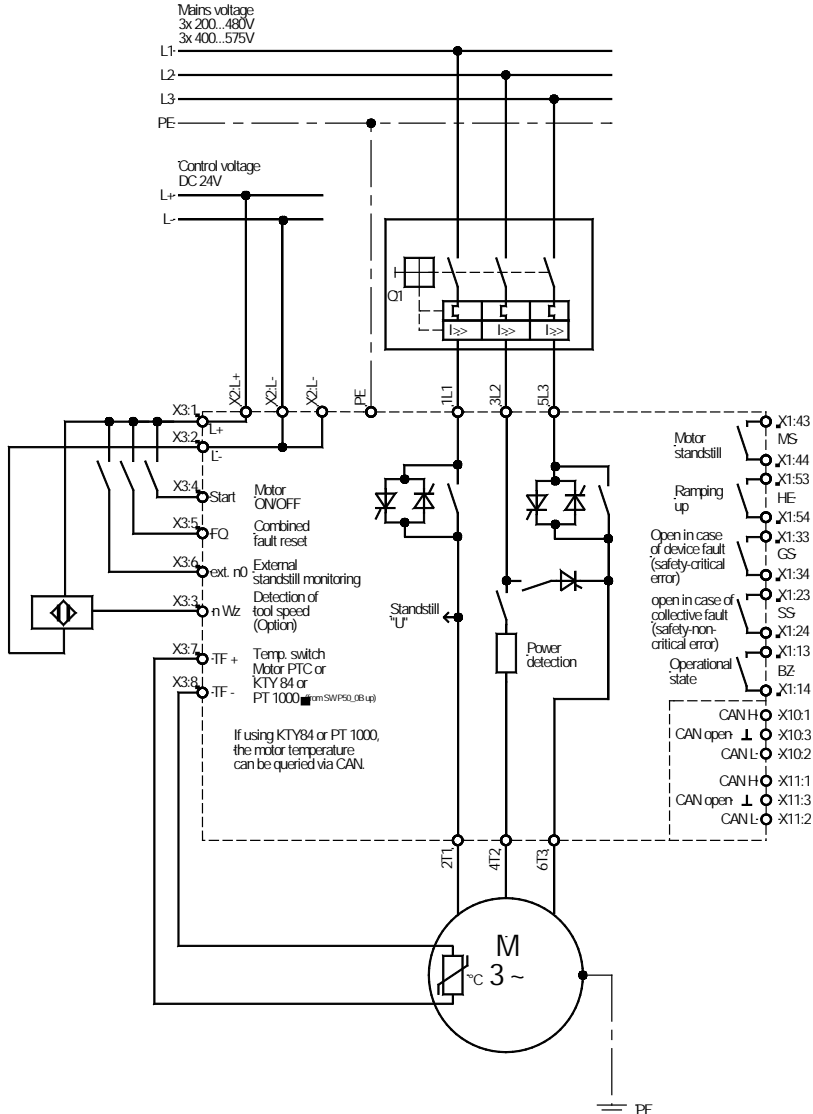 Mains voltage
3x 200...480V
3x 400...575V
L1
L2
L3
PE
Control voltage
DC 24V
L+
L-
Q1
I>>
I>>
I>>
X2:L+
X2:L-
X2:L-
PE
1L1
3L2
5L3
X3:1
L+
X3:2
L-
X3:4
Start
Motor
ON/OFF
X3:5
FQ
Combined
fault reset
X3:6
ext. n0
External
standstill monitoring
X3:3
n Wz
Detection of
tool speed
(Option)
X3:7
TF +
X3:8
TF -
Temp. switch
Motor PTC or
KTY 84 or
PT 1000 (from SW P50_0B up)
If using KTY84 or PT 1000,
the motor temperature
can be queried via CAN.
Standstill
"U"
Power
detection
Motor
standstill
X1:43
MS
X1:44
Ramping
up
X1:53
HE
X1:54
Open in case
of device fault
(safety-critical
error)
X1:33
GS
X1:34
open in case of
collective fault
(safety-non-
critical error)
X1:23
SS
X1:24
Operational
state
X1:13
BZ
X1:14
CAN H X10:1
CAN open X10:3
CAN L X10:2
CAN H X11:1
CAN open X11:3
CAN L X11:2
2T1
4T2
6T3
M
3 ~
°C
PE